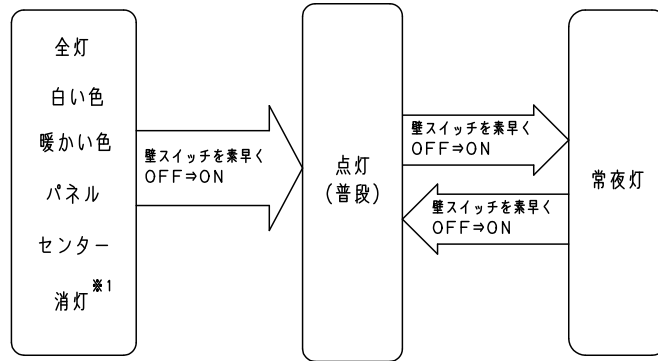 全灯
白い色
暖かい色
パネル
センター
消灯※1
壁スイッチを素早く
OFF⇒ON
点灯
(普段)
壁スイッチを素早く
OFF⇒ON
壁スイッチを素早く
OFF⇒ON
常夜灯